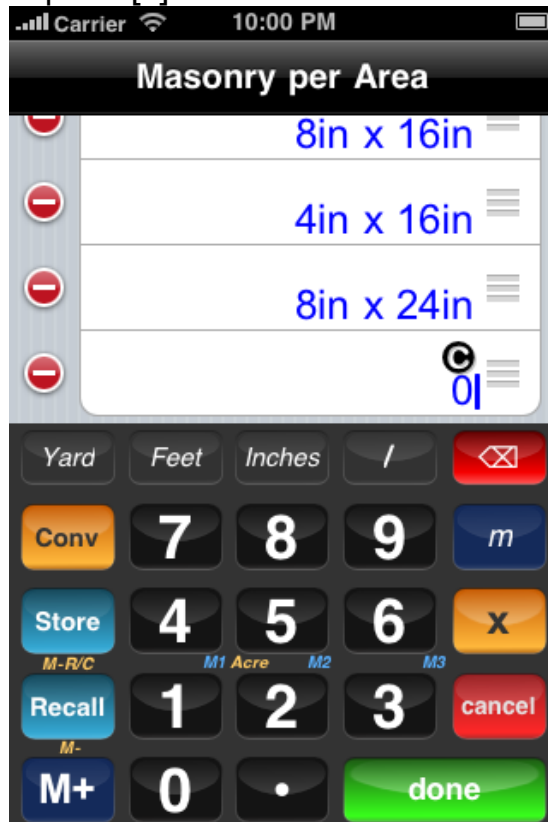 Carrier 10:00 PM
Masonry per Area
8in x 16in
4in x 16in
8in x 24in
C
0
Yard Feet Inches /
Conv 7 8 9 m
Store 4 5 6 x
M-R/C M1 Acre M2 M3
Recall 1 2 3 cancel
M-
M+ 0 • done